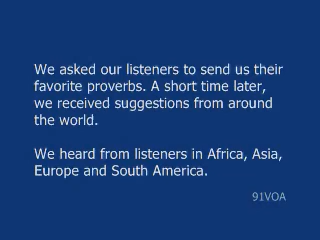 We asked our listeners to send us their
favorite proverbs. A short time later,
we received suggestions from around
the world.
We heard from listeners in Africa, Asia,
Europe and South America.
91VOA